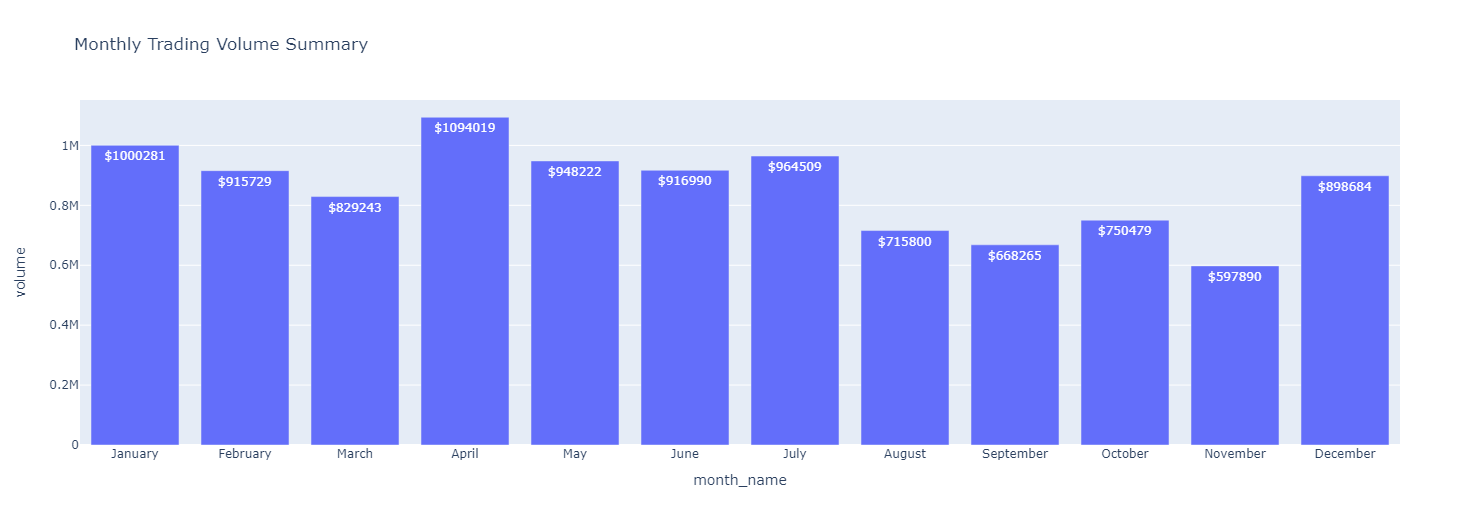 Monthly Trading Volume Summary
volume
1M
0.8M
0.6M
0.4M
0.2M
0
$1000281
$915729
$829243
$1094019
$948222
$916990
$964509
$715800
$668265
$750479
$597890
$898684
January February March April May June July August September October November December
month_name